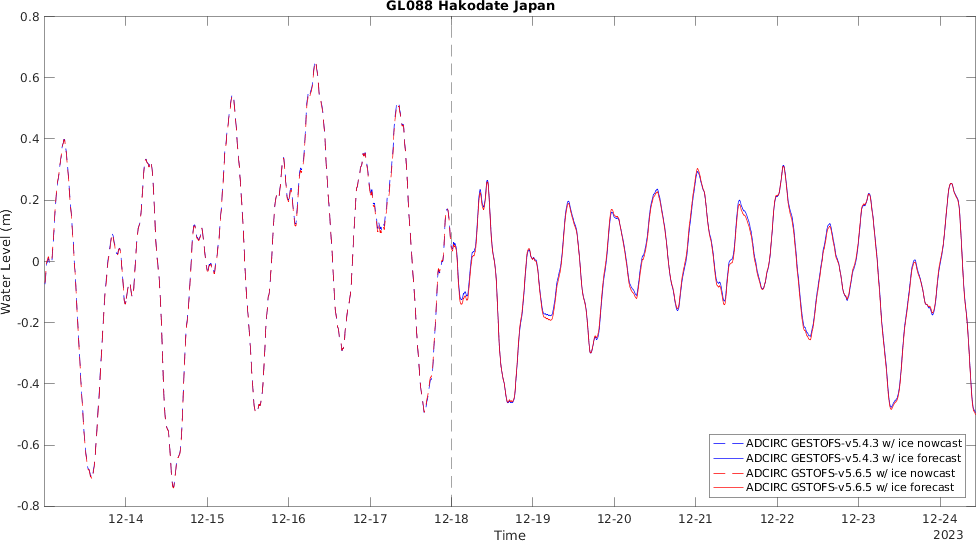 GL088 Hakodate Japan
0.8
0.6
0.4
0.2
0
-0.2
-0.4
-0.6
-0.8
Water Level (m)
ADCIRC GESTOFS-v5.4.3 w/ ice nowcast
ADCIRC GESTOFS-v5.4.3 w/ ice forecast
ADCIRC GSTOFS-v5.6.5 w/ ice nowcast
ADCIRC GSTOFS-v5.6.5 w/ ice forecast
12-14 12-15 12-16 12-17 12-18 12-19 12-20 12-21 12-22 12-23 12-24
Time
2023